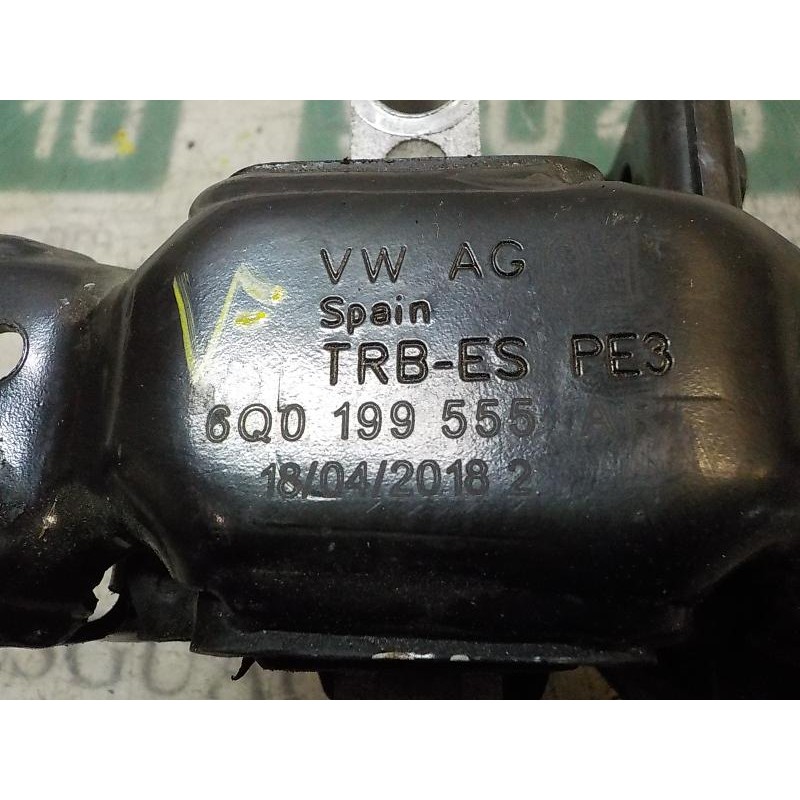 VW AG
Spain
TRB-ES PE3
6Q0 199 555 A
18/04/2018 2